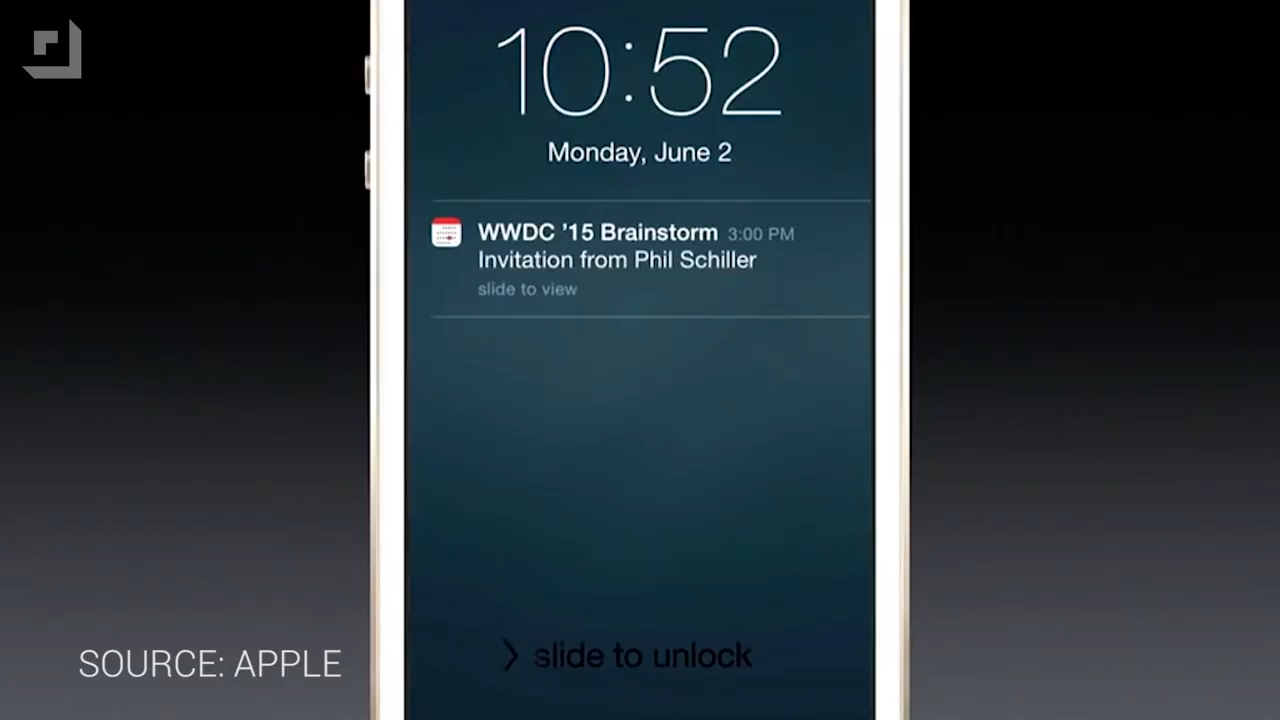 10:52
Monday, June 2
WWDC '15 Brainstorm 3:00 PM
Invitation from Phil Schiller
slide to view
> slide to unlock
SOURCE: APPLE